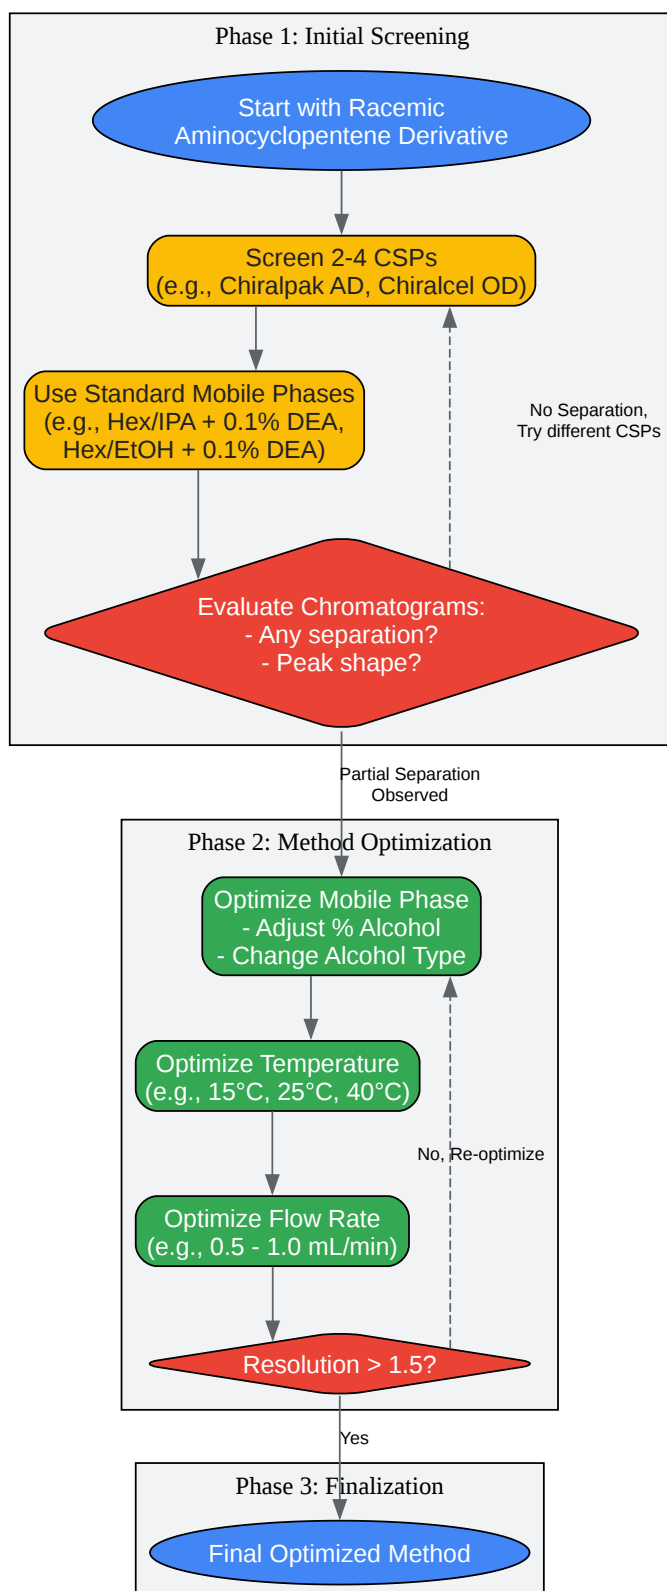 Phase 1: Initial Screening
Start with Racemic
Aminocyclopentene Derivative
Screen 2-4 CSPs
(e.g., Chiralpak AD, Chiralcel OD)
Use Standard Mobile Phases
(e.g., Hex/IPA + 0.1% DEA,
Hex/EtOH + 0.1% DEA)
No Separation,
Try different CSPs
Evaluate Chromatograms:
- Any separation?
- Peak shape?
Partial Separation
Observed
Phase 2: Method Optimization
Optimize Mobile Phase
- Adjust % Alcohol
- Change Alcohol Type
Optimize Temperature
(e.g., 15°C, 25°C, 40°C)
No, Re-optimize
Optimize Flow Rate
(e.g., 0.5 - 1.0 mL/min)
Resolution > 1.5?
Yes
Phase 3: Finalization
Final Optimized Method